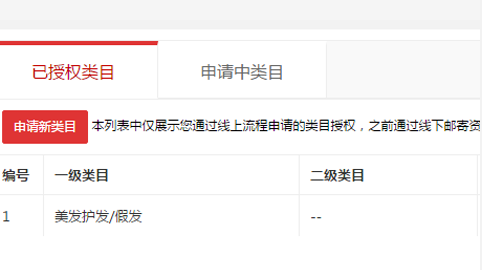 已授权类目 申请中类目
申请新类目 本列表中仅展示您通过线上流程申请的类目授权，之前通过线下邮寄资
编号 一级类目 二级类目
1 美发护发/假发 --